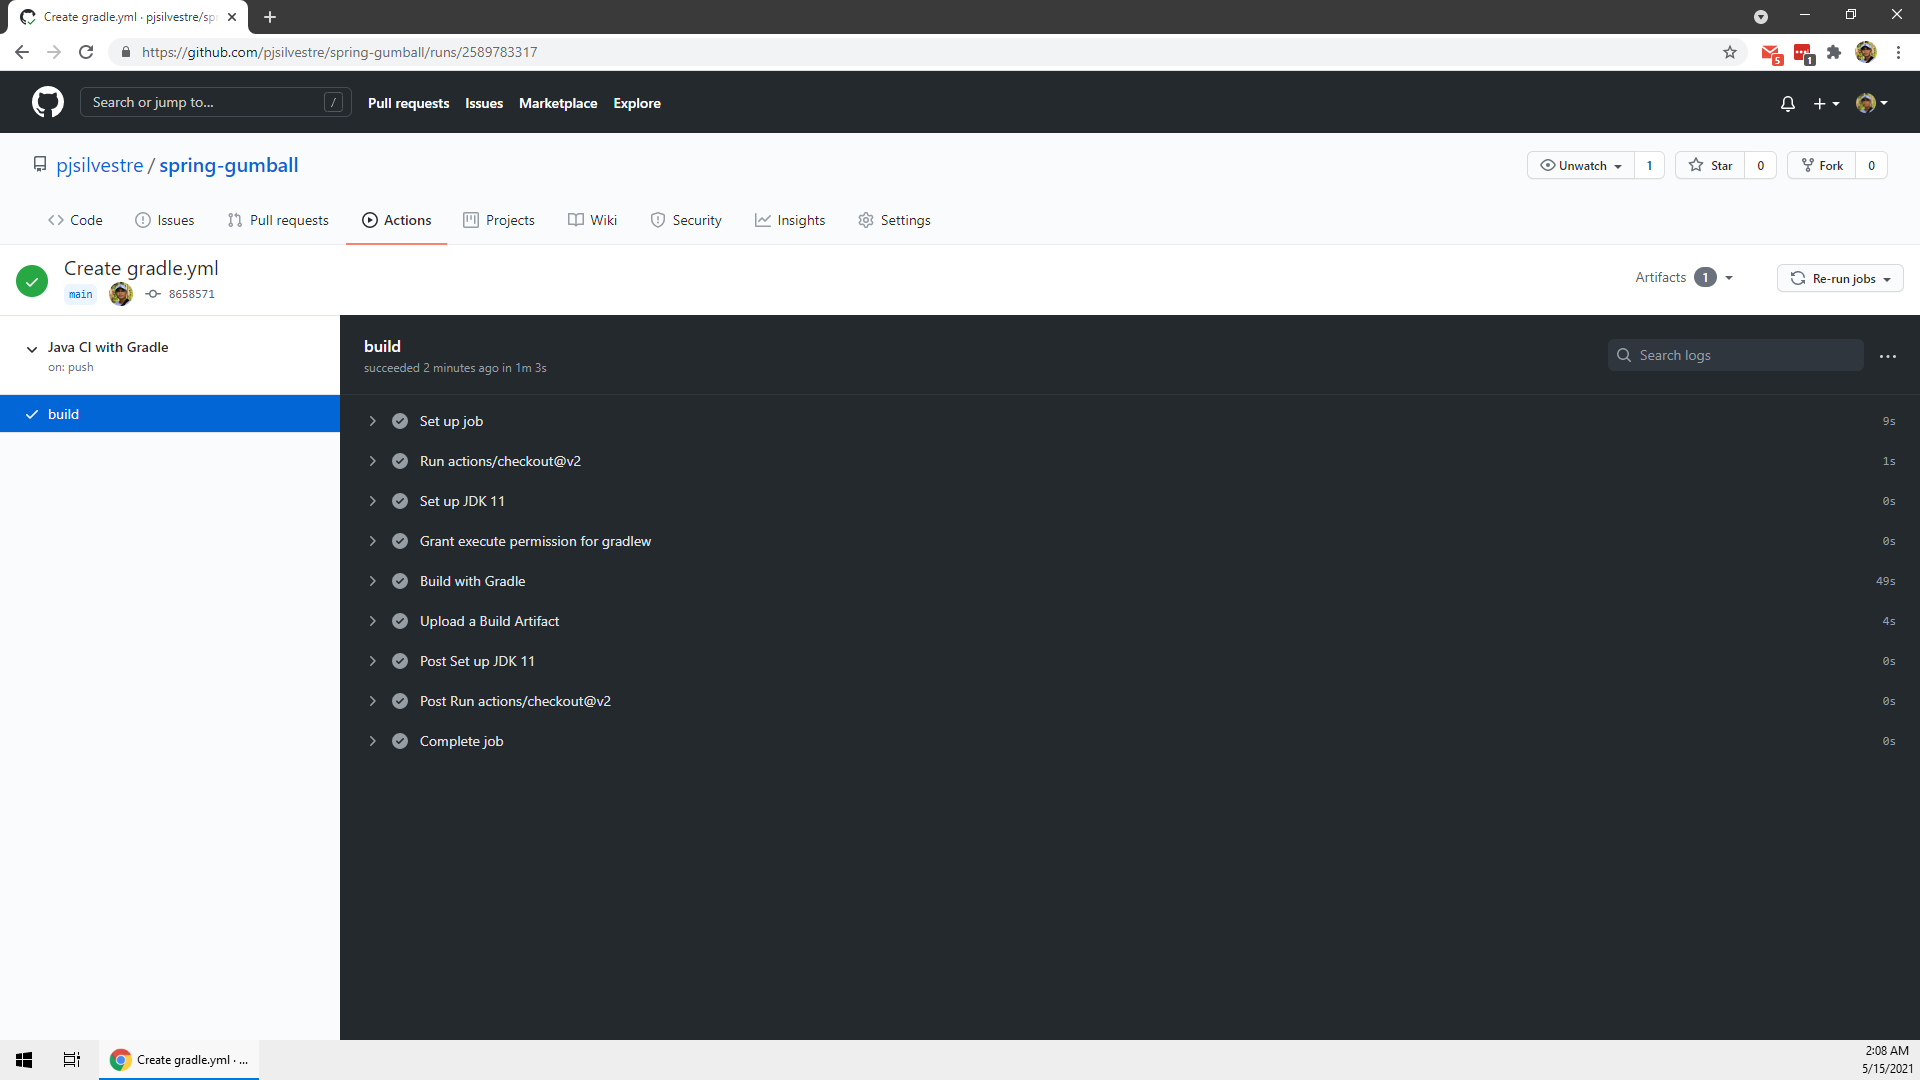 Create gradle.yml · pjsilvestre/spr
https://github.com/pjsilvestre/spring-gumball/runs/2589783317
5
1
Search or jump to...
/
Pull requests
Issues
Marketplace
Explore
pjsilvestre / spring-gumball
Unwatch
1
Star
0
Fork
0
Code
Issues
Pull requests
Actions
Projects
Wiki
Security
Insights
Settings
Create gradle.yml
main
8658571
Artifacts 1
Re-run jobs
Java CI with Gradle
on: push
build
build
succeeded 2 minutes ago in 1m 3s
Search logs
Set up job 9s
Run actions/checkout@v2 1s
Set up JDK 11 0s
Grant execute permission for gradlew 0s
Build with Gradle 49s
Upload a Build Artifact 4s
Post Set up JDK 11 0s
Post Run actions/checkout@v2 0s
Complete job 0s
Create gradle.yml · ...
2:08 AM
5/15/2021